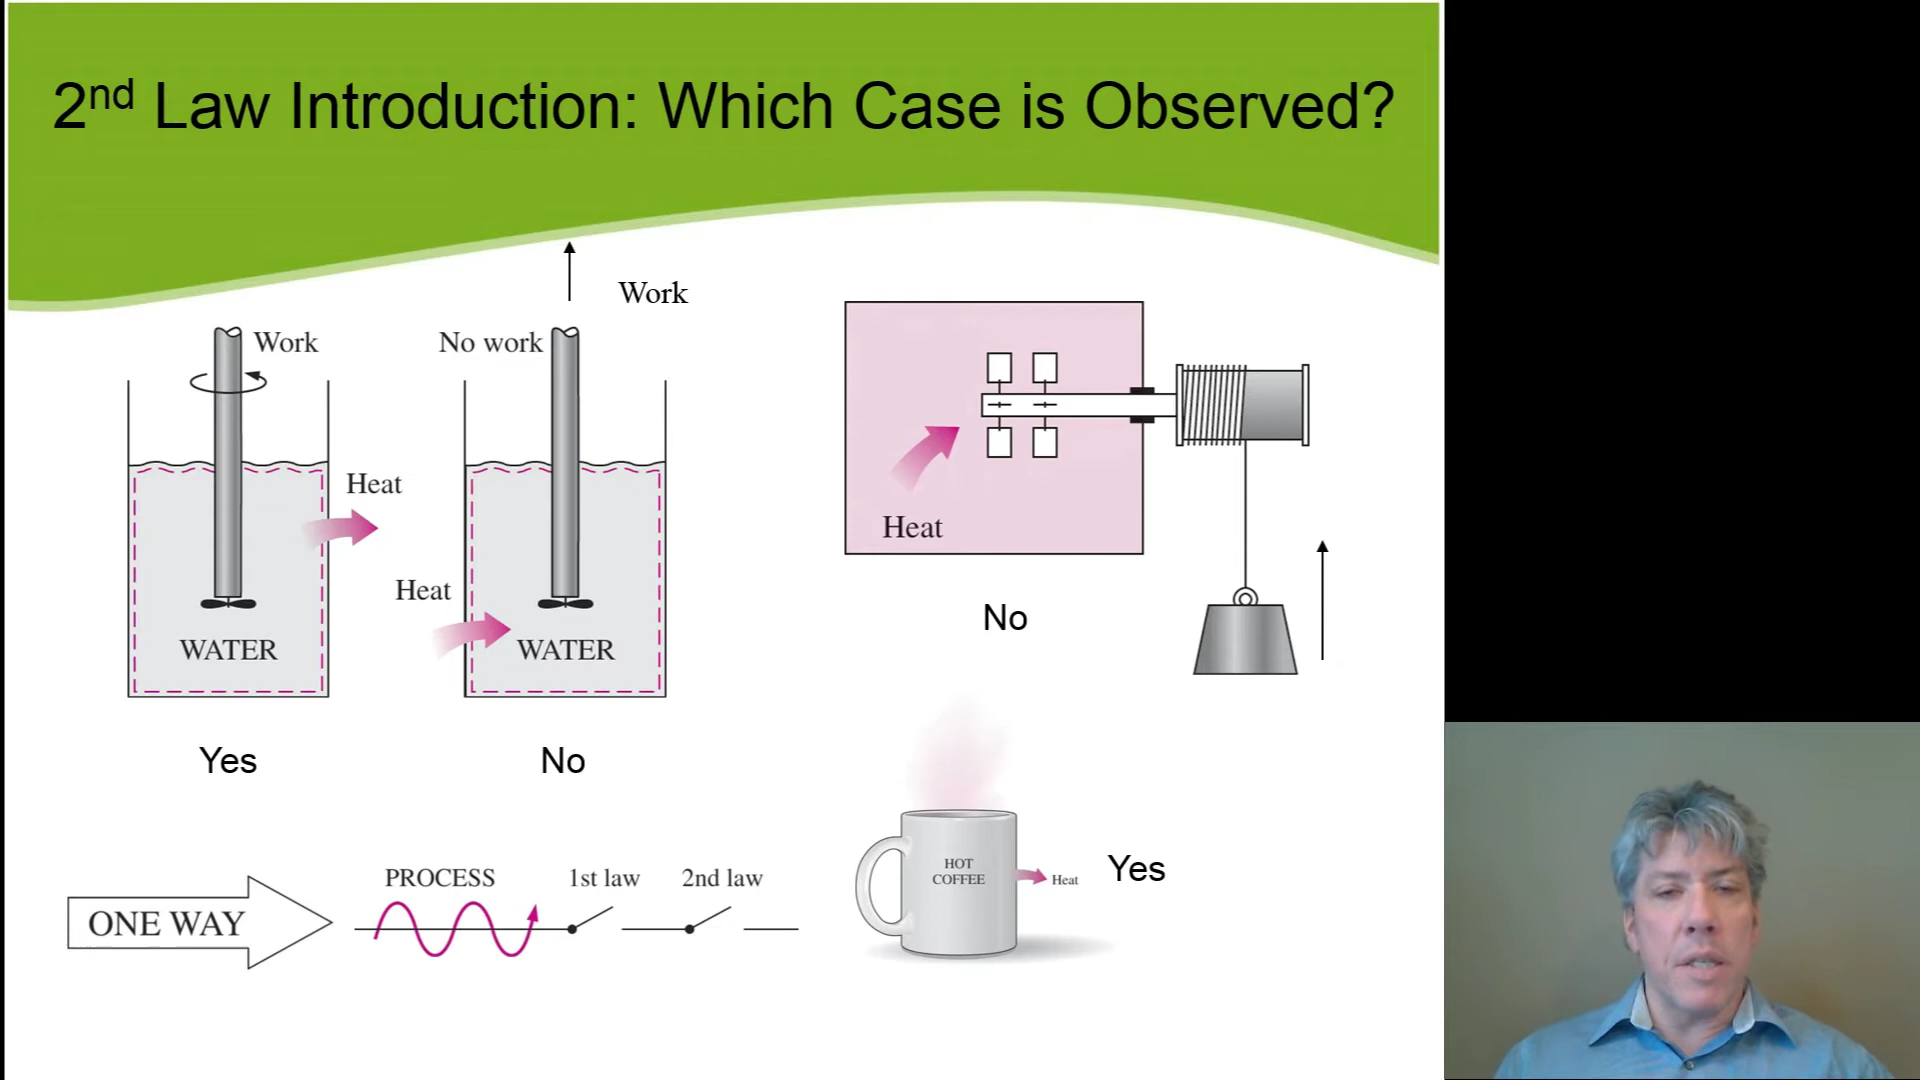 2nd Law Introduction: Which Case is Observed?
Work
Work
No work
Heat
Heat
WATER
WATER
Yes
No
Heat
No
ONE WAY
PROCESS
1st law
2nd law
HOT
COFFEE
Heat
Yes